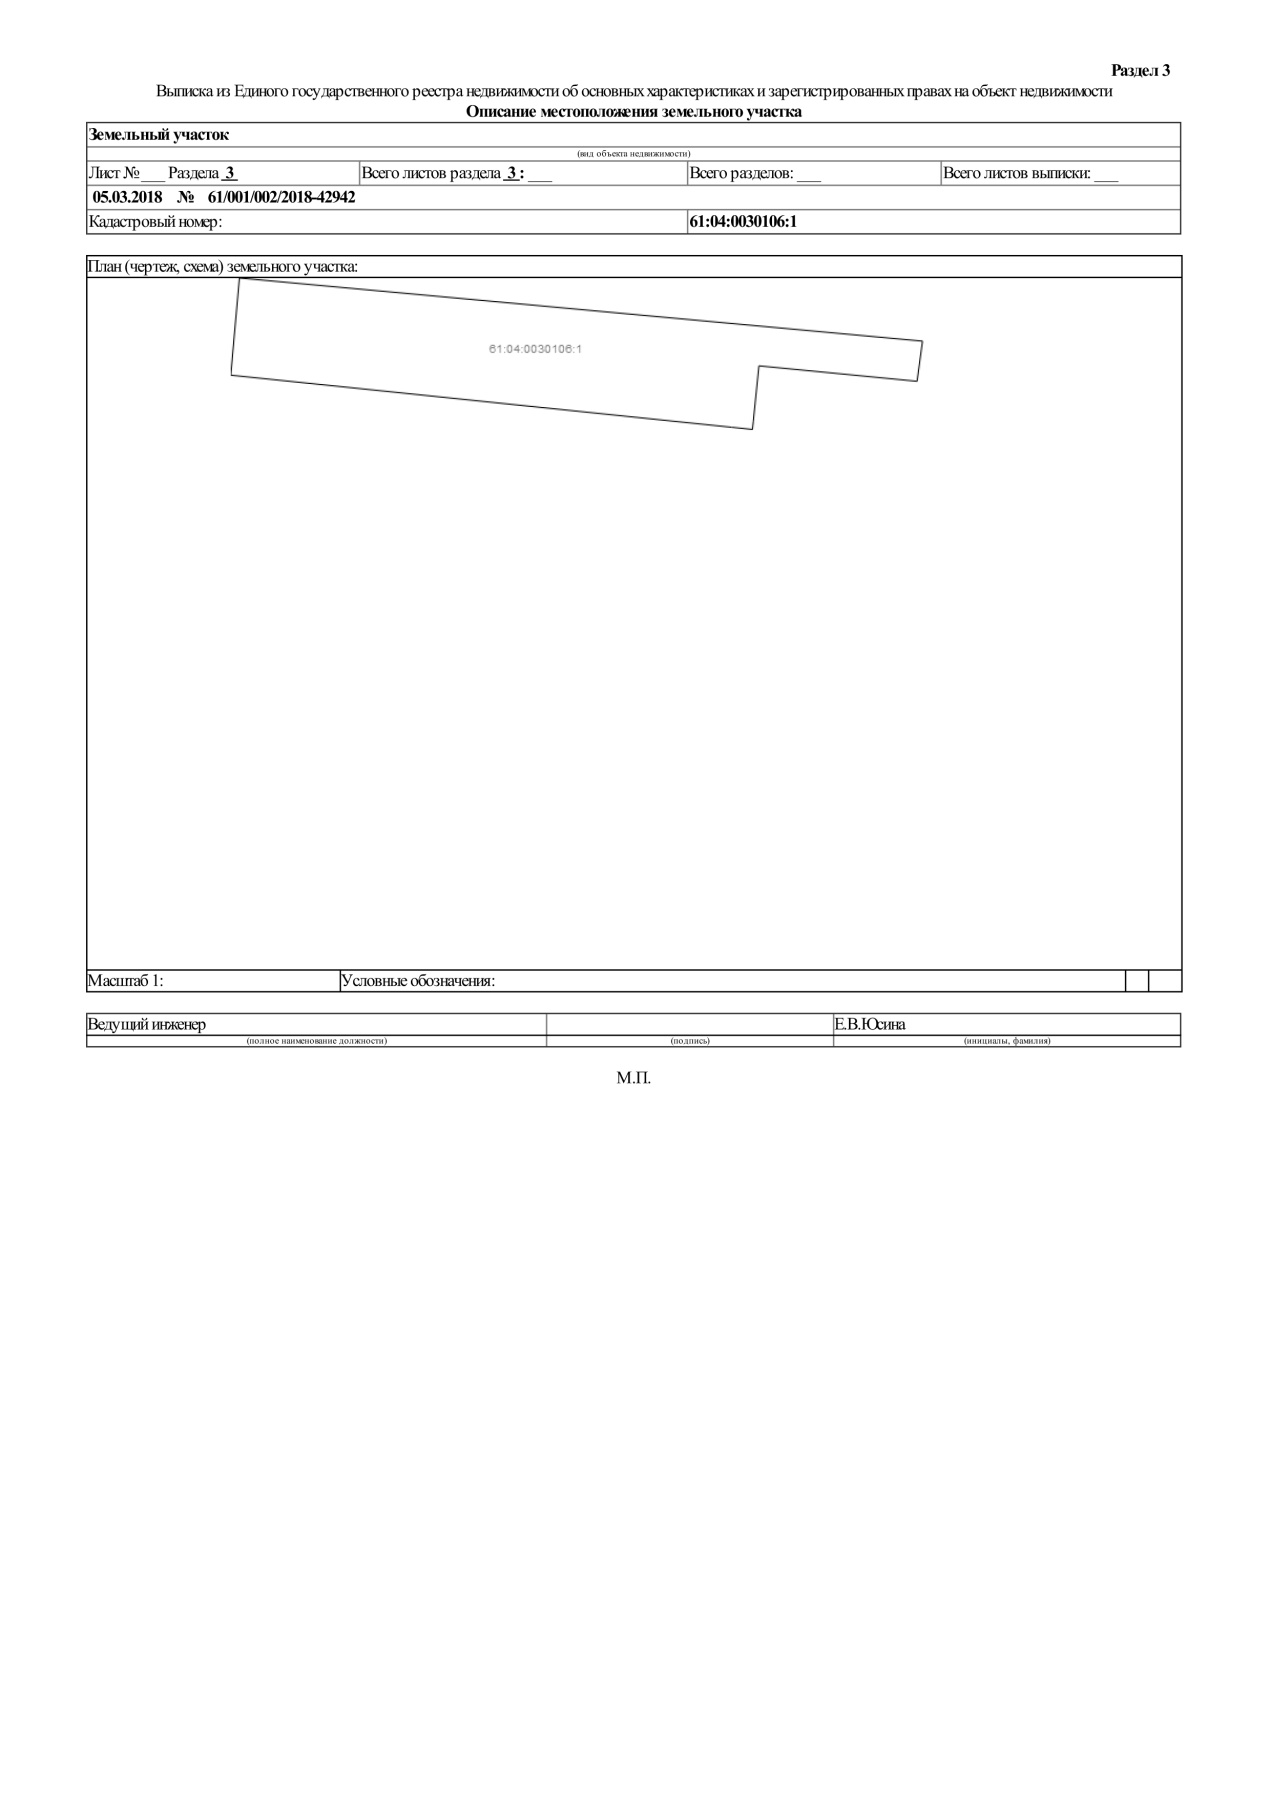 Раздел 3
Выписка из Единого государственного реестра недвижимости об основных характеристиках и зарегистрированных правах на объект недвижимости
Описание местоположения земельного участка
Земельный участок
(вид объекта недвижимости)
Лист № ___ Раздела 3 Всего листов раздела 3 : ___ Всего разделов: ___ Всего листов выписки: ___
05.03.2018 № 61/001/002/2018-42942
Кадастровый номер: 61:04:0030106:1
План (чертеж, схема) земельного участка:
61:04:0030106:1
Масштаб 1: Условные обозначения:
Ведущий инженер Е.В.Юсина
(полное наименование должности) (подпись) (инициалы, фамилия)
М.П.